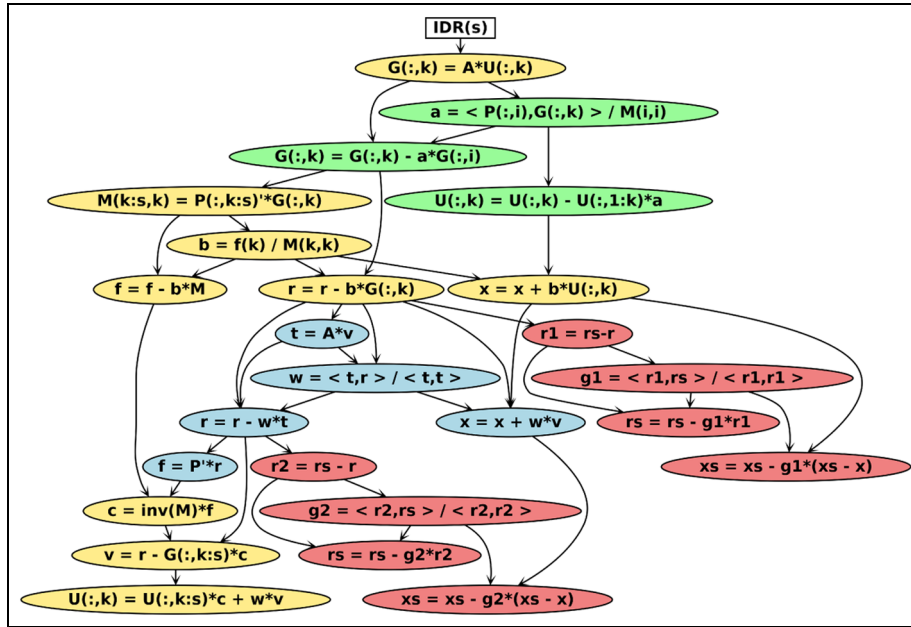 IDR(s)
G(:,k) = A*U(:,k)
a = < P(:,i),G(:,k) > / M(i,i)
G(:,k) = G(:,k) - a*G(:,i)
M(k:s,k) = P(:,k:s)'*G(:,k)
U(:,k) = U(:,k) - U(:,1:k)*a
b = f(k) / M(k,k)
f = f - b*M
r = r - b*G(:,k)
x = x + b*U(:,k)
t = A*v
r1 = rs-r
w = < t,r > / < t,t >
g1 = < r1,rs > / < r1,r1 >
r = r - w*t
x = x + w*v
rs = rs - g1*r1
f = P'*r
r2 = rs - r
xs = xs - g1*(xs - x)
c = inv(M)*f
g2 = < r2,rs > / < r2,r2 >
v = r - G(:,k:s)*c
rs = rs - g2*r2
U(:,k) = U(:,k:s)*c + w*v
xs = xs - g2*(xs - x)